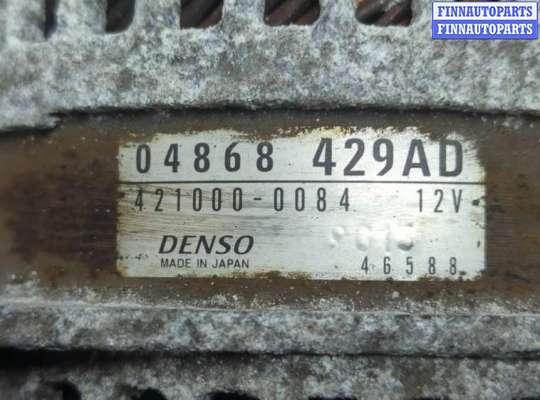 FINNAUTOPARTS
FINNAUTOPARTS
04868 429AD
421000-0084 12V
DENSO
MADE IN JAPAN
46588